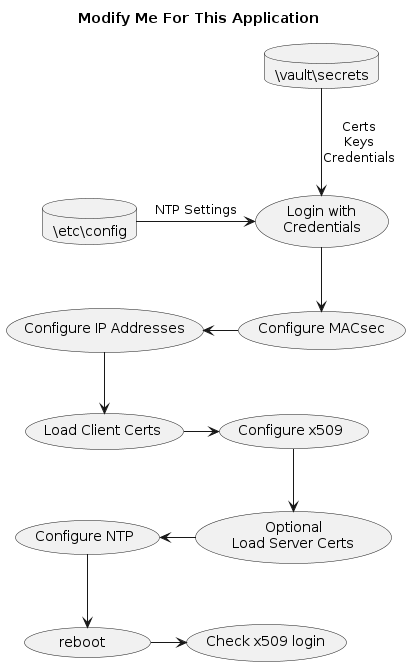 Modify Me For This Application
\vault\secrets
Certs
Keys
Credentials
\etc\config
NTP Settings
Login with
Credentials
Configure IP Addresses
Configure MACsec
Load Client Certs
Configure x509
Configure NTP
Optional
Load Server Certs
reboot
Check x509 login